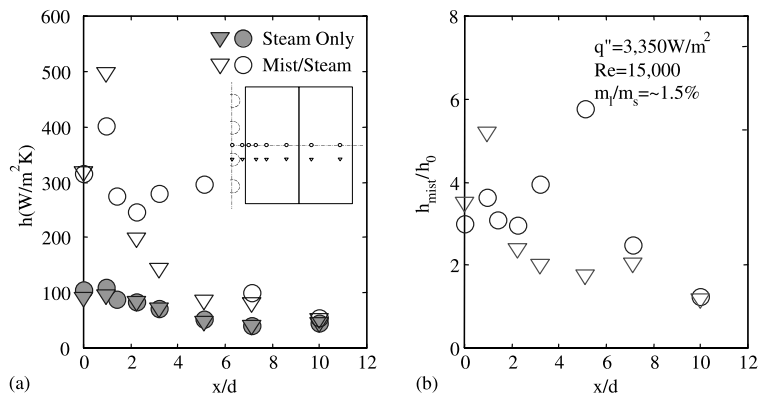 600
500
400
300
200
100
0
h(W/m²K)
Steam Only
Mist/Steam
0 2 4 6 8 10 12
x/d
(a)
8
6
4
2
0
h_mist/h_0
q"=3,350W/m²
Re=15,000
m_l/m_s=~1.5%
0 2 4 6 8 10 12
x/d
(b)